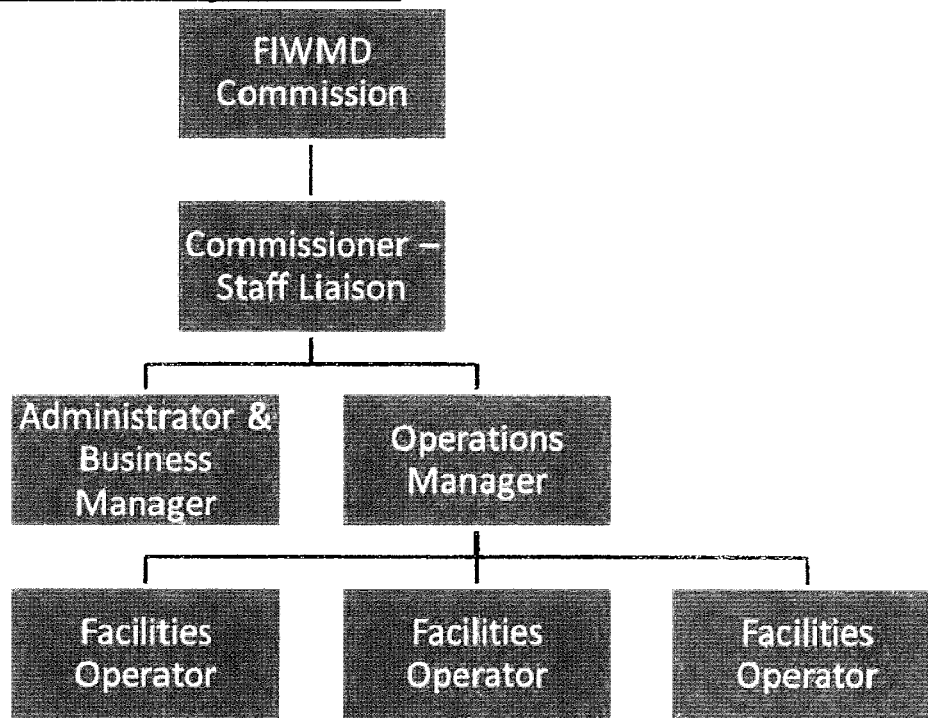 FIWMD
Commission
Commissioner –
Staff Liaison
Administrator &
Business
Manager
Operations
Manager
Facilities
Operator
Facilities
Operator
Facilities
Operator